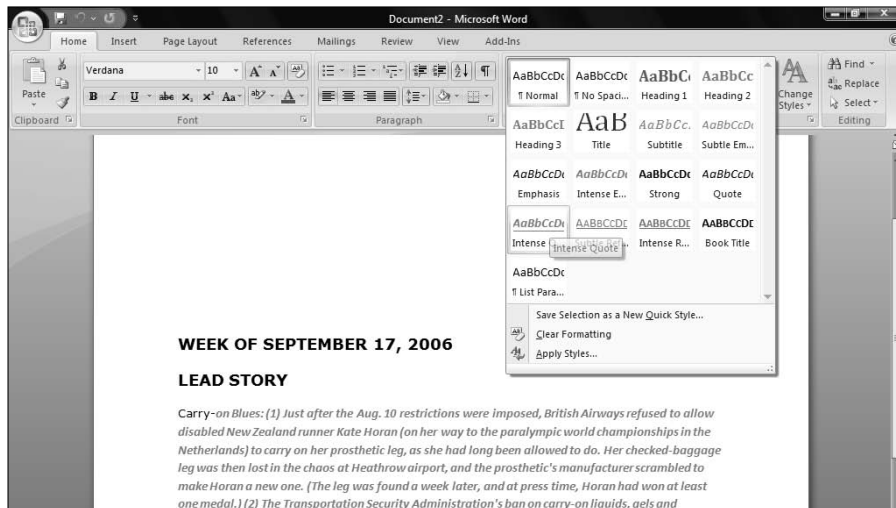 Document2 - Microsoft Word
Home Insert Page Layout References Mailings Review View Add-Ins
Verdana 10
Paste
B I U abe x, x² Aa A
Change Styles
Find
Replace
Select
Clipboard Font Paragraph Editing
AaBbCcDc AaBbCcDc AaBbCc AaBbCc
¶ Normal ¶ No Spaci... Heading 1 Heading 2
AaBbCcI AaB AaBbCc. AaBbCcDc
Heading 3 Title Subtitle Subtle Em...
AaBbCcDc AaBbCcDc AaBbCcDc AaBbCcDc
Emphasis Intense E... Strong Quote
AaBbCcDc AABBCCDE AABBCCDE AABBCCDE
Intense Intense R... Book Title
Intense Quote
AaBbCcDc
¶ List Para...
Save Selection as a New Quick Style...
Clear Formatting
Apply Styles...
WEEK OF SEPTEMBER 17, 2006
LEAD STORY
Carry-on Blues: (1) Just after the Aug. 10 restrictions were imposed, British Airways refused to allow
disabled New Zealand runner Kate Horan (on her way to the paralympic world championships in the
Netherlands) to carry on her prosthetic leg, as she had long been allowed to do. Her checked-baggage
leg was then lost in the chaos at Heathrow airport, and the prosthetic's manufacturer scrambled to
make Horan a new one. (The leg was found a week later, and at press time, Horan had won at least
one medal.) (2) The Transportation Security Administration's ban on carry-on liquids, gels and